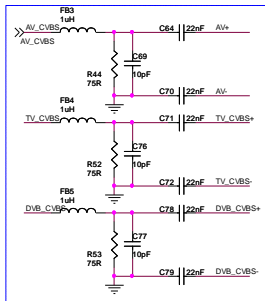 FB3
1uH
AV_CVBS
AV_CVBS
C64
22nF
AV+
C69
R44
75R
10pF
C70
22nF
AV-
FB4
1uH
TV_CVBS
C71
22nF
TV_CVBS+
C76
R52
75R
10pF
C72
22nF
TV_CVBS-
FB5
1uH
DVB_CVBS
C78
22nF
DVB_CVBS+
C77
R53
75R
10pF
C79
22nF
DVB_CVBS-